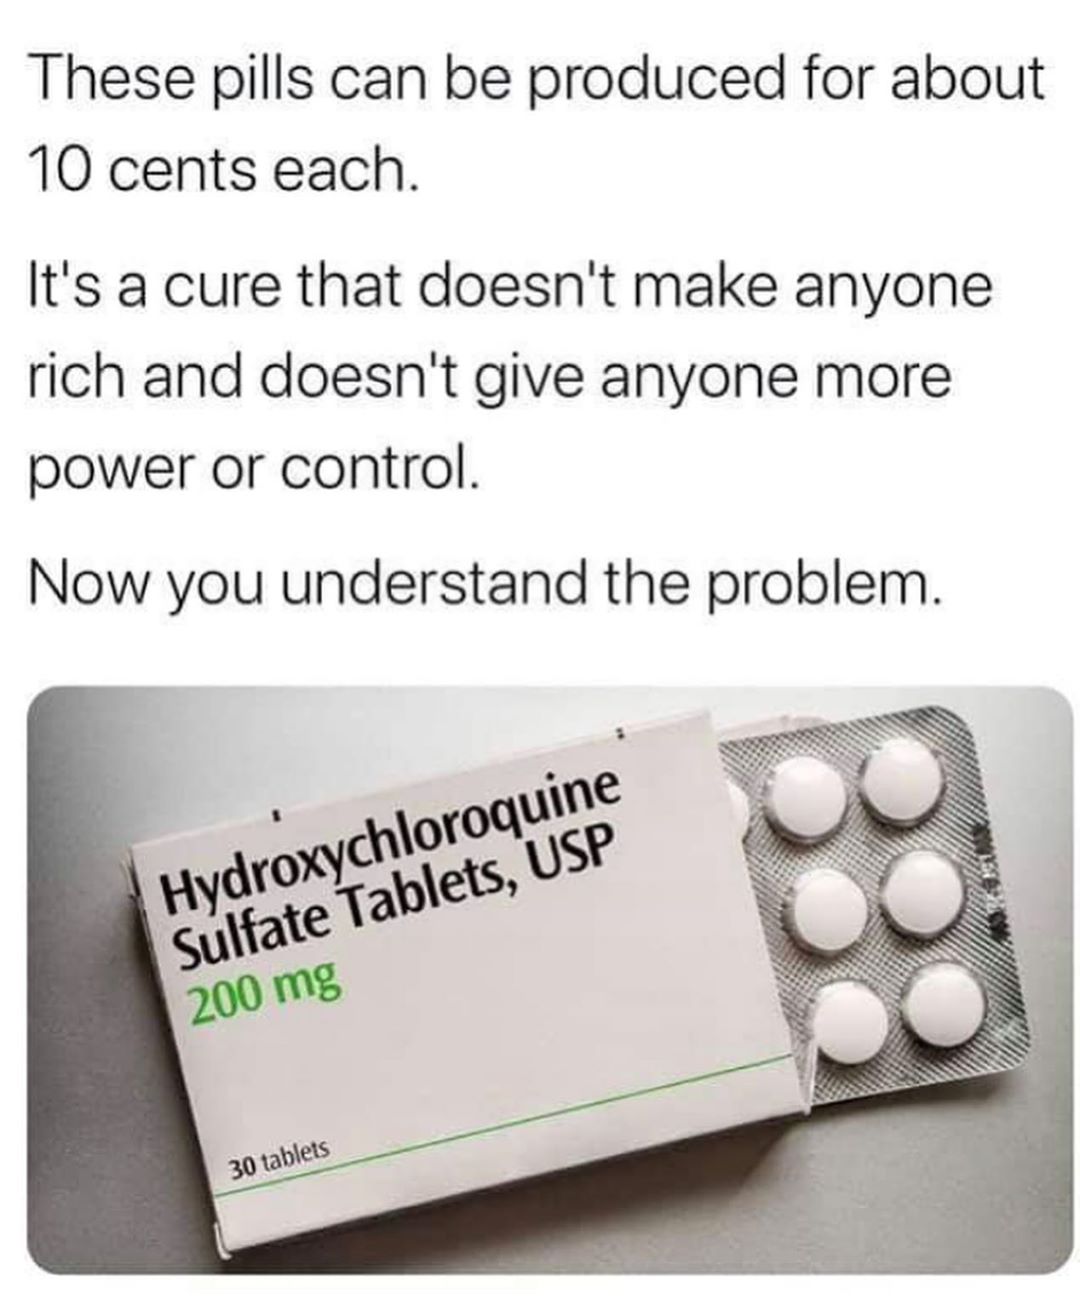 These pills can be produced for about
10 cents each.
It's a cure that doesn't make anyone
rich and doesn't give anyone more
power or control.
Now you understand the problem.
Hydroxychloroquine
Sulfate Tablets, USP
200 mg
30 tablets